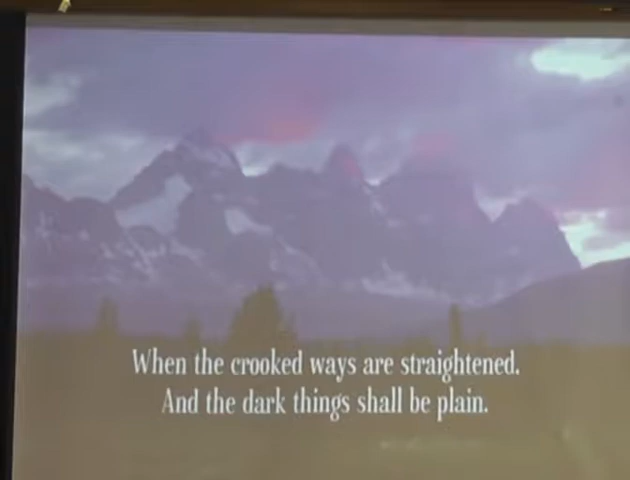 When the crooked ways are straightened.
And the dark things shall be plain.